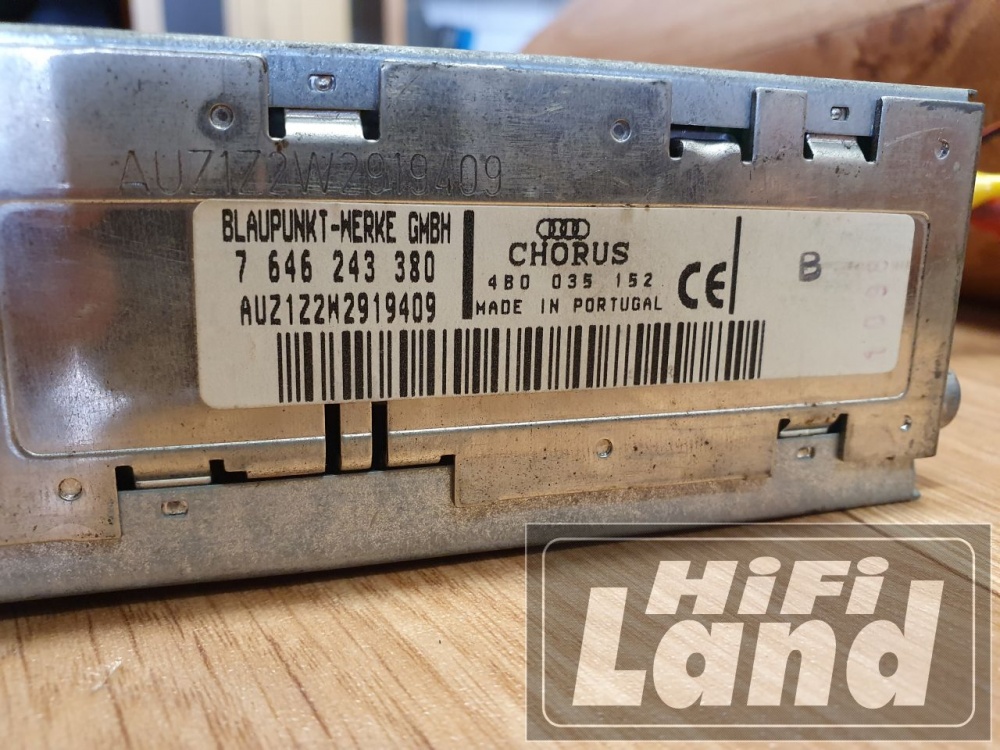 AUZ1Z2W2919409
BLAUPUNKT-WERKE GMBH
7 646 243 380
AUZ1Z2W2919409
CHORUS
4B0 035 152
MADE IN PORTUGAL
CE
B
HiFi
Land